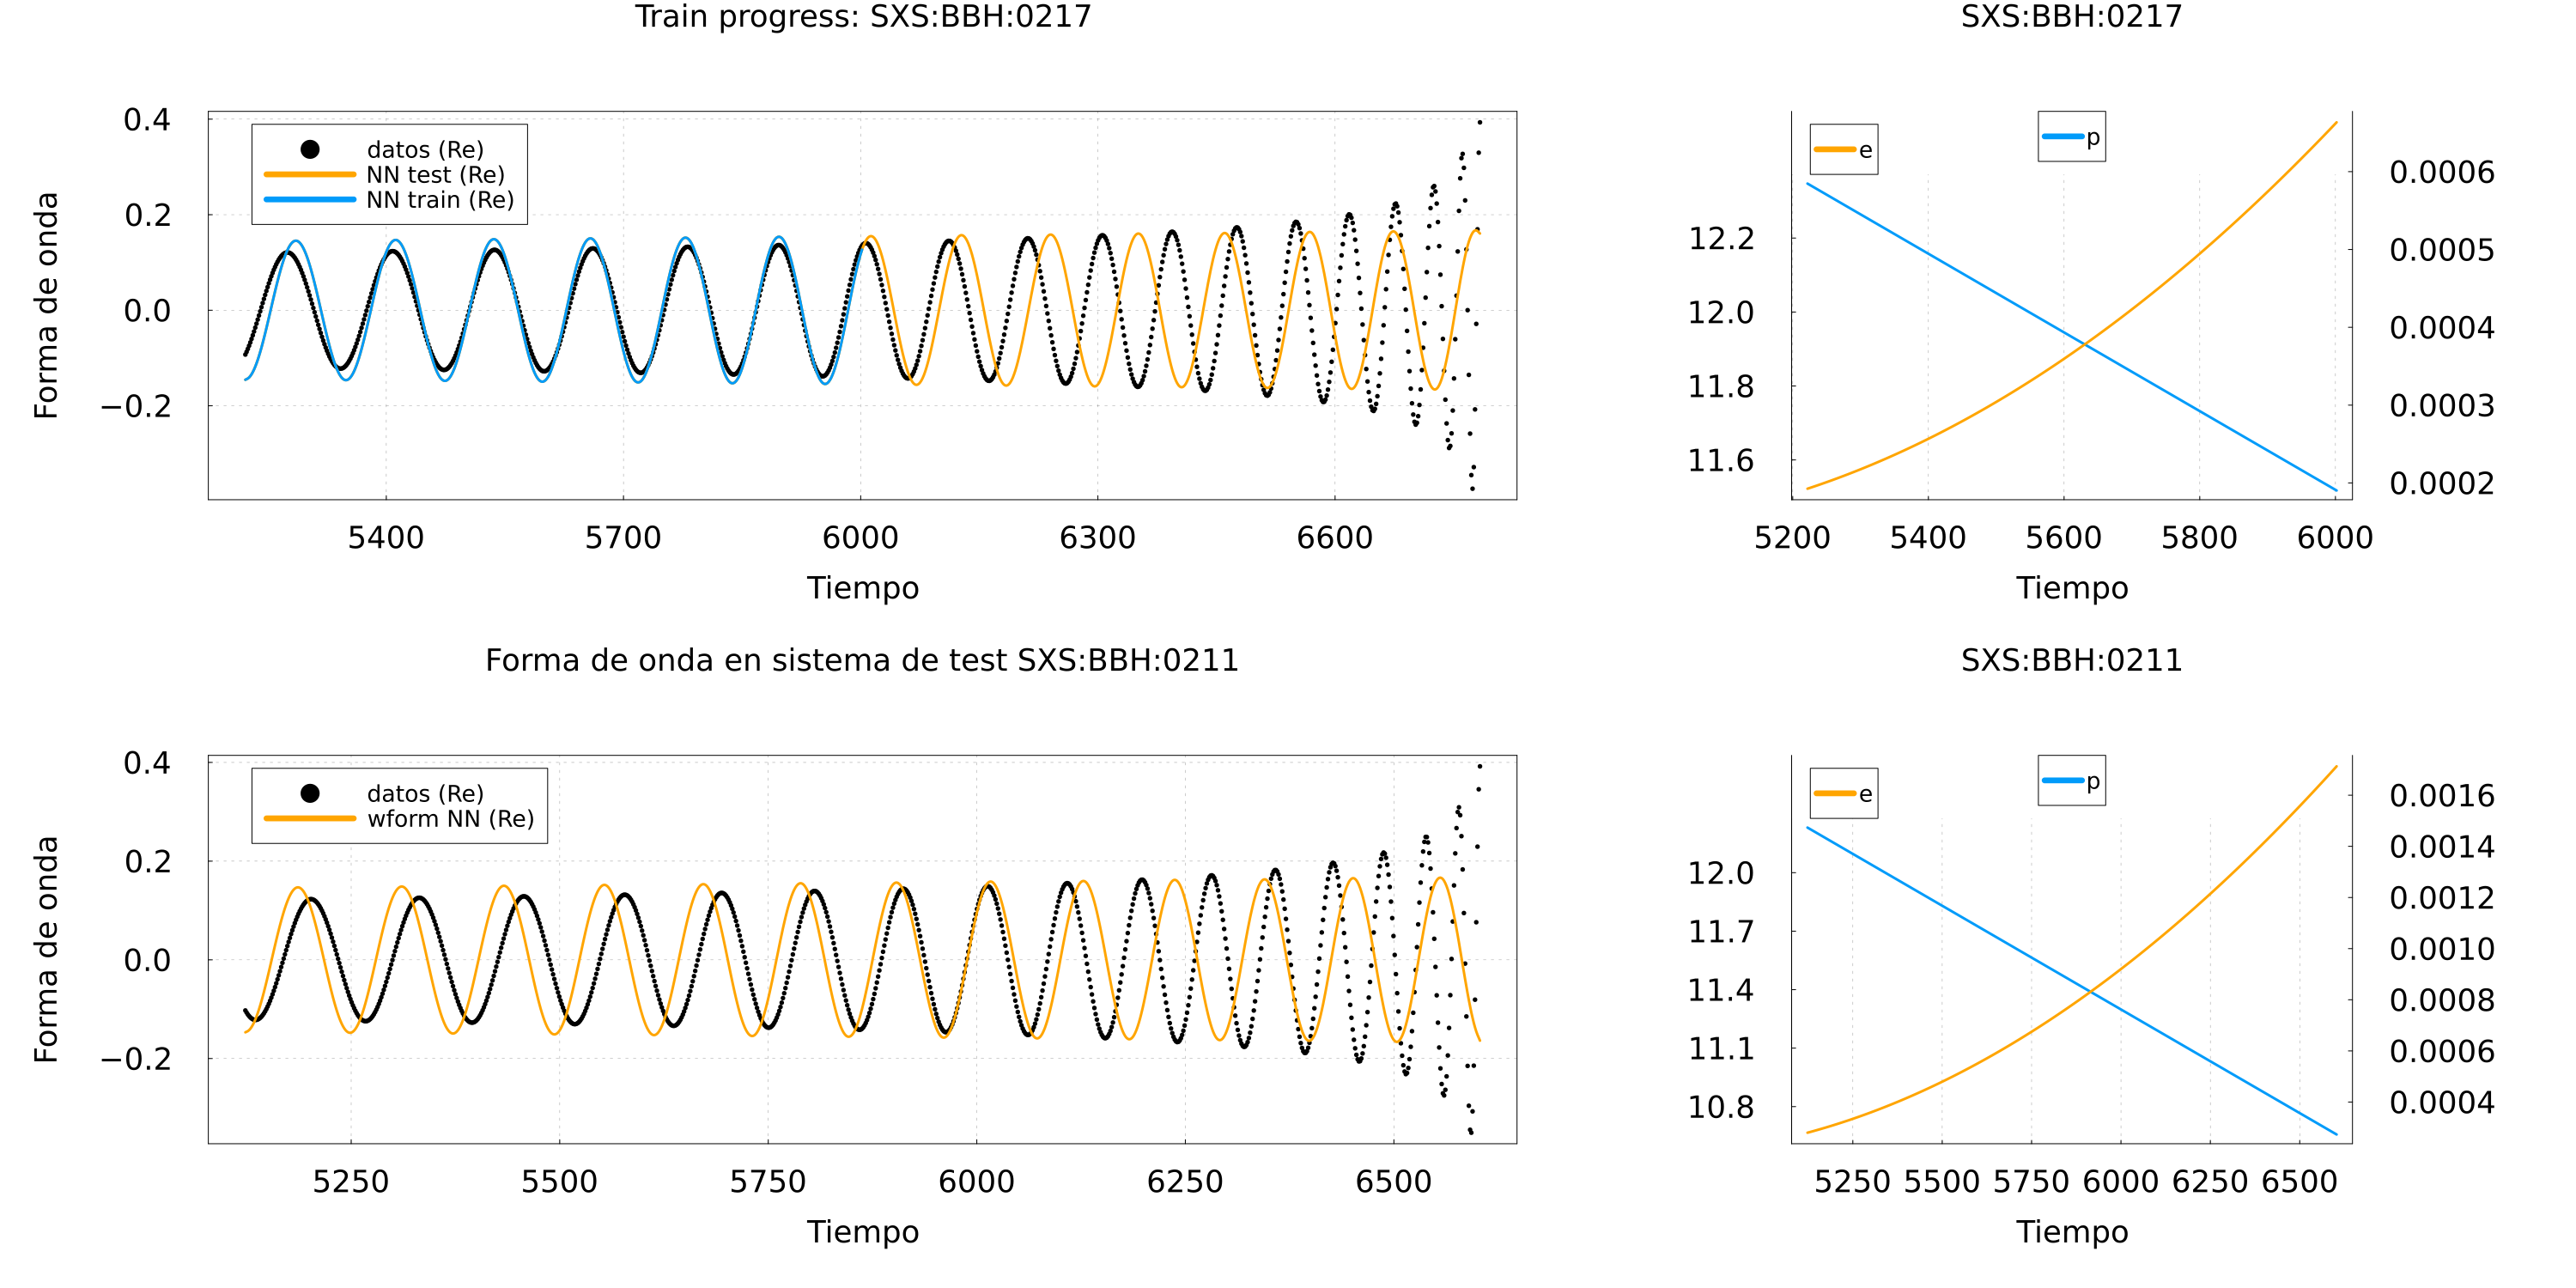 Train progress: SXS:BBH:0217
datos (Re)
NN test (Re)
NN train (Re)
Forma de onda
0.4
0.2
0.0
−0.2
5400 5700 6000 6300 6600
Tiempo
SXS:BBH:0217
e
p
12.2
12.0
11.8
11.6
0.0006
0.0005
0.0004
0.0003
0.0002
5200 5400 5600 5800 6000
Tiempo
Forma de onda en sistema de test SXS:BBH:0211
datos (Re)
wform NN (Re)
Forma de onda
0.4
0.2
0.0
−0.2
5250 5500 5750 6000 6250 6500
Tiempo
SXS:BBH:0211
e
p
12.0
11.7
11.4
11.1
10.8
0.0016
0.0014
0.0012
0.0010
0.0008
0.0006
0.0004
5250 5500 5750 6000 6250 6500
Tiempo